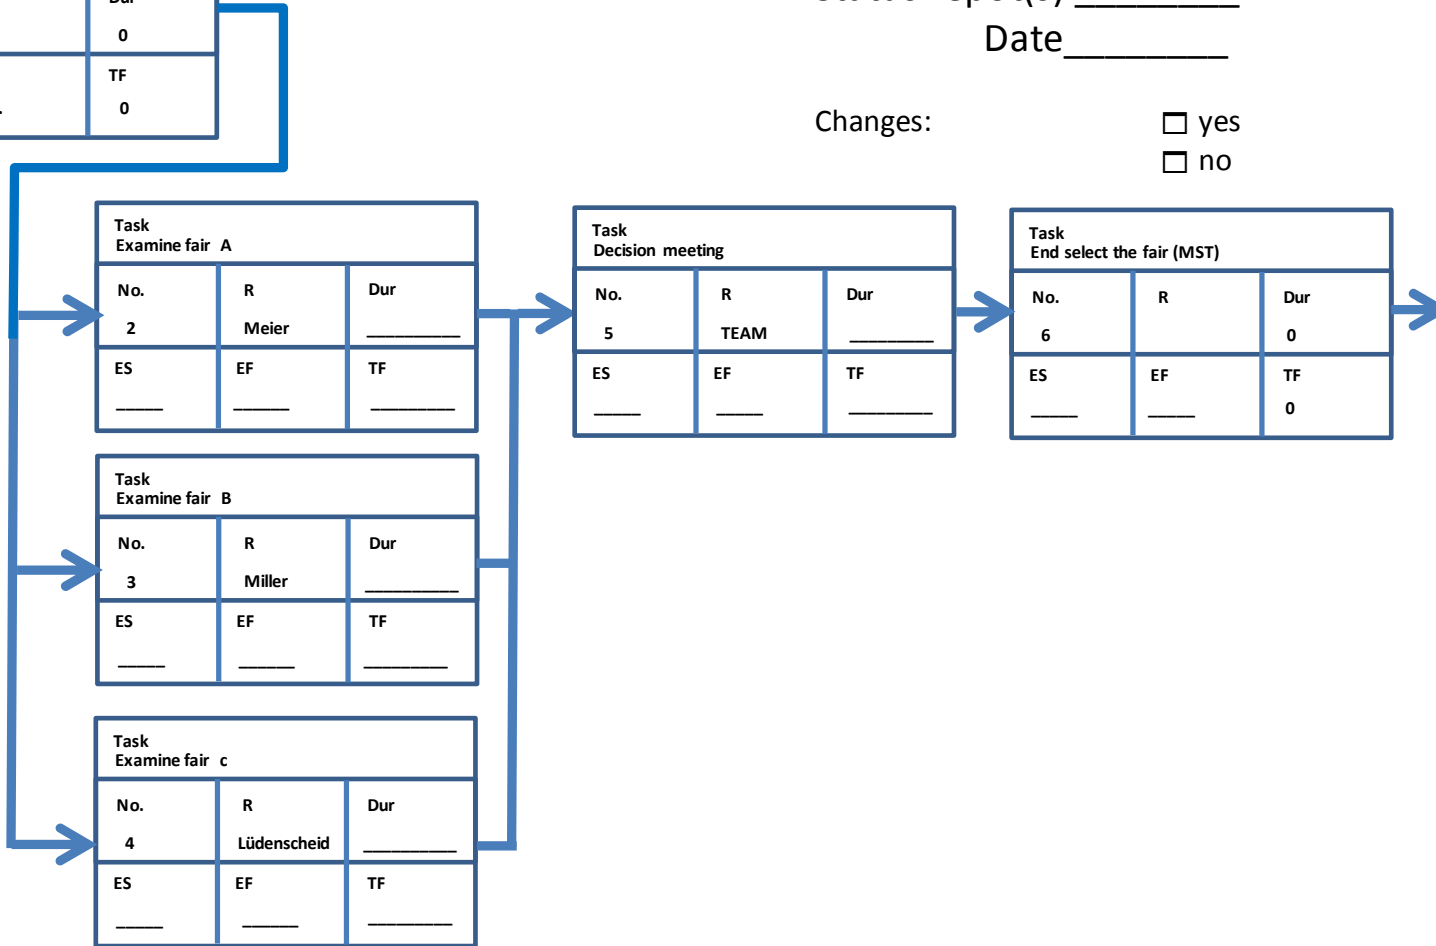 0
TF
0
Date________
Changes:
yes
no
Task
Examine fair A
No. R Dur
2 Meier __________
ES EF TF
_____ ______ _________
Task
Decision meeting
No. R Dur
5 TEAM _________
ES EF TF
_____ _____ _________
Task
End select the fair (MST)
No. R Dur
6 0
ES EF TF
_____ _____ 0
Task
Examine fair B
No. R Dur
3 Miller __________
ES EF TF
_____ ______ _________
Task
Examine fair c
No. R Dur
4 Lüdenscheid __________
ES EF TF
_____ ______ _________